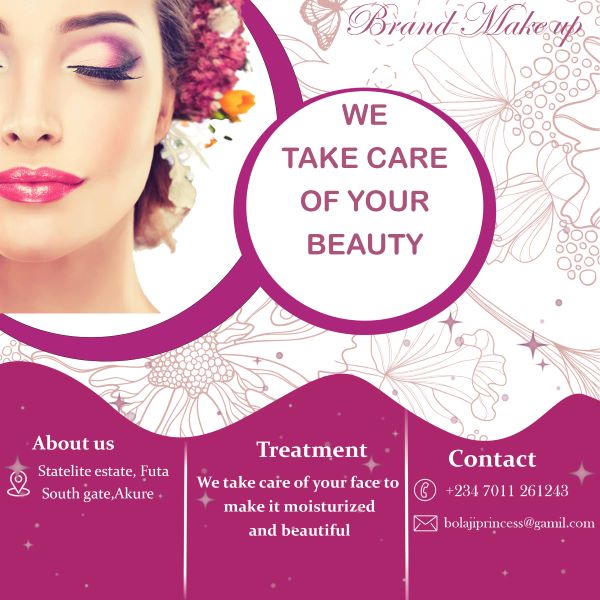 Brand Make up
WE
TAKE CARE
OF YOUR
BEAUTY
About us
Statelite estate, Futa
South gate,Akure
Treatment
We take care of your face to
make it moisturized
and beautiful
Contact
+234 7011 261243
bolajiprincess@gamil.com